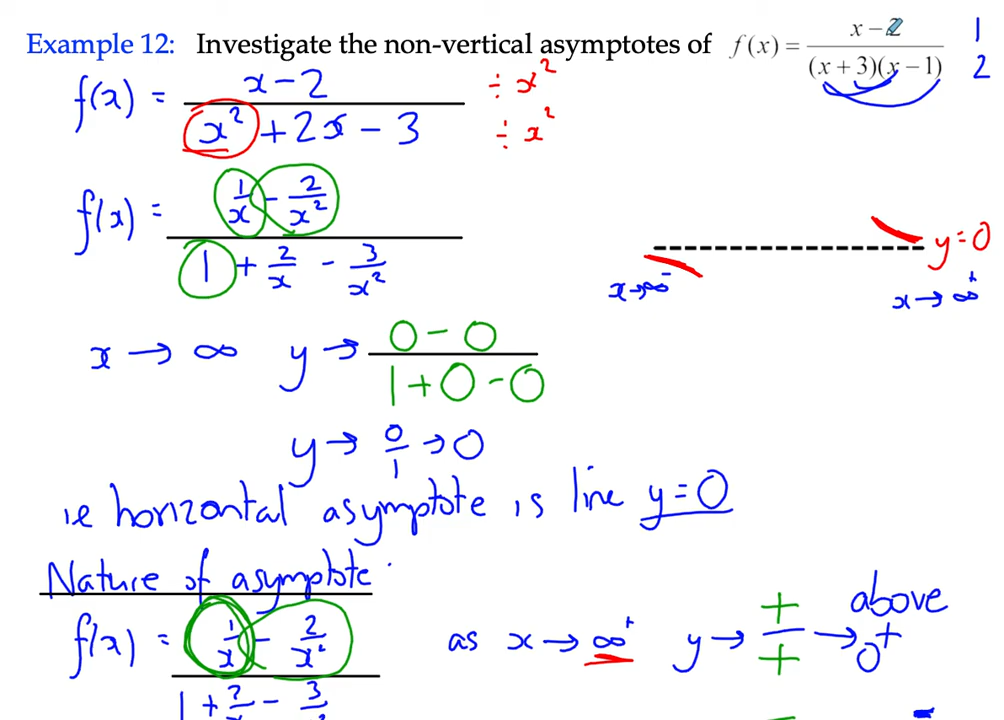 Example 12: Investigate the non-vertical asymptotes of f(x) = (x − 2)/((x + 3)(x − 1)) 1
2
f(x) = (x − 2)/(x² + 2x − 3) ÷ x²
÷ x²
f(x) = (1/x − 2/x²)/(1 + 2/x − 3/x²)
y = 0
x → ∞⁻
x → ∞⁺
x → ∞ y → (0 − 0)/(1 + 0 − 0)
y → 0/1 → 0
ie horizontal asymptote is line y = 0
Nature of asymptote
f(x) = (1/x − 2/x²)/(1 + 2/x − 3/
as x → ∞⁺ y → +/+ → 0⁺ above